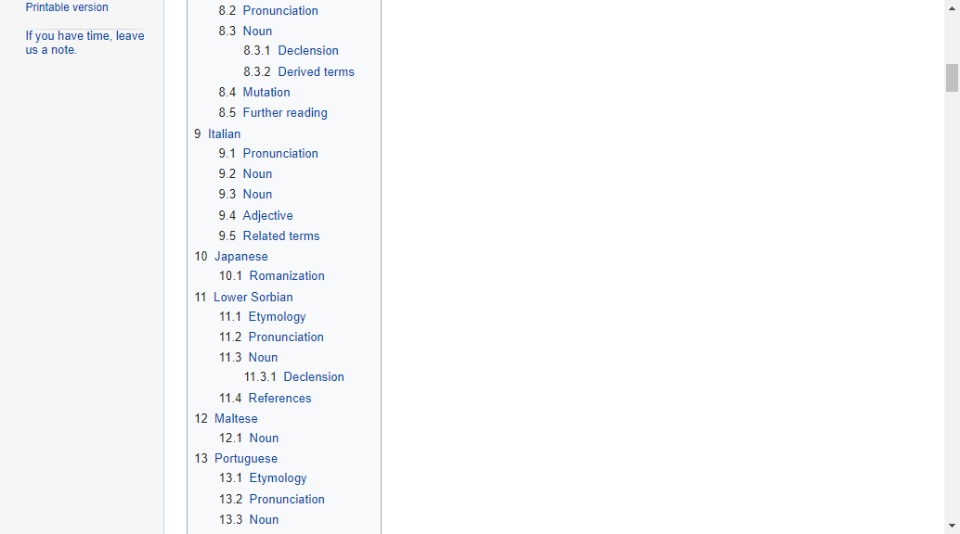 Printable version
If you have time, leave
us a note.
8.2 Pronunciation
8.3 Noun
8.3.1 Declension
8.3.2 Derived terms
8.4 Mutation
8.5 Further reading
9 Italian
9.1 Pronunciation
9.2 Noun
9.3 Noun
9.4 Adjective
9.5 Related terms
10 Japanese
10.1 Romanization
11 Lower Sorbian
11.1 Etymology
11.2 Pronunciation
11.3 Noun
11.3.1 Declension
11.4 References
12 Maltese
12.1 Noun
13 Portuguese
13.1 Etymology
13.2 Pronunciation
13.3 Noun